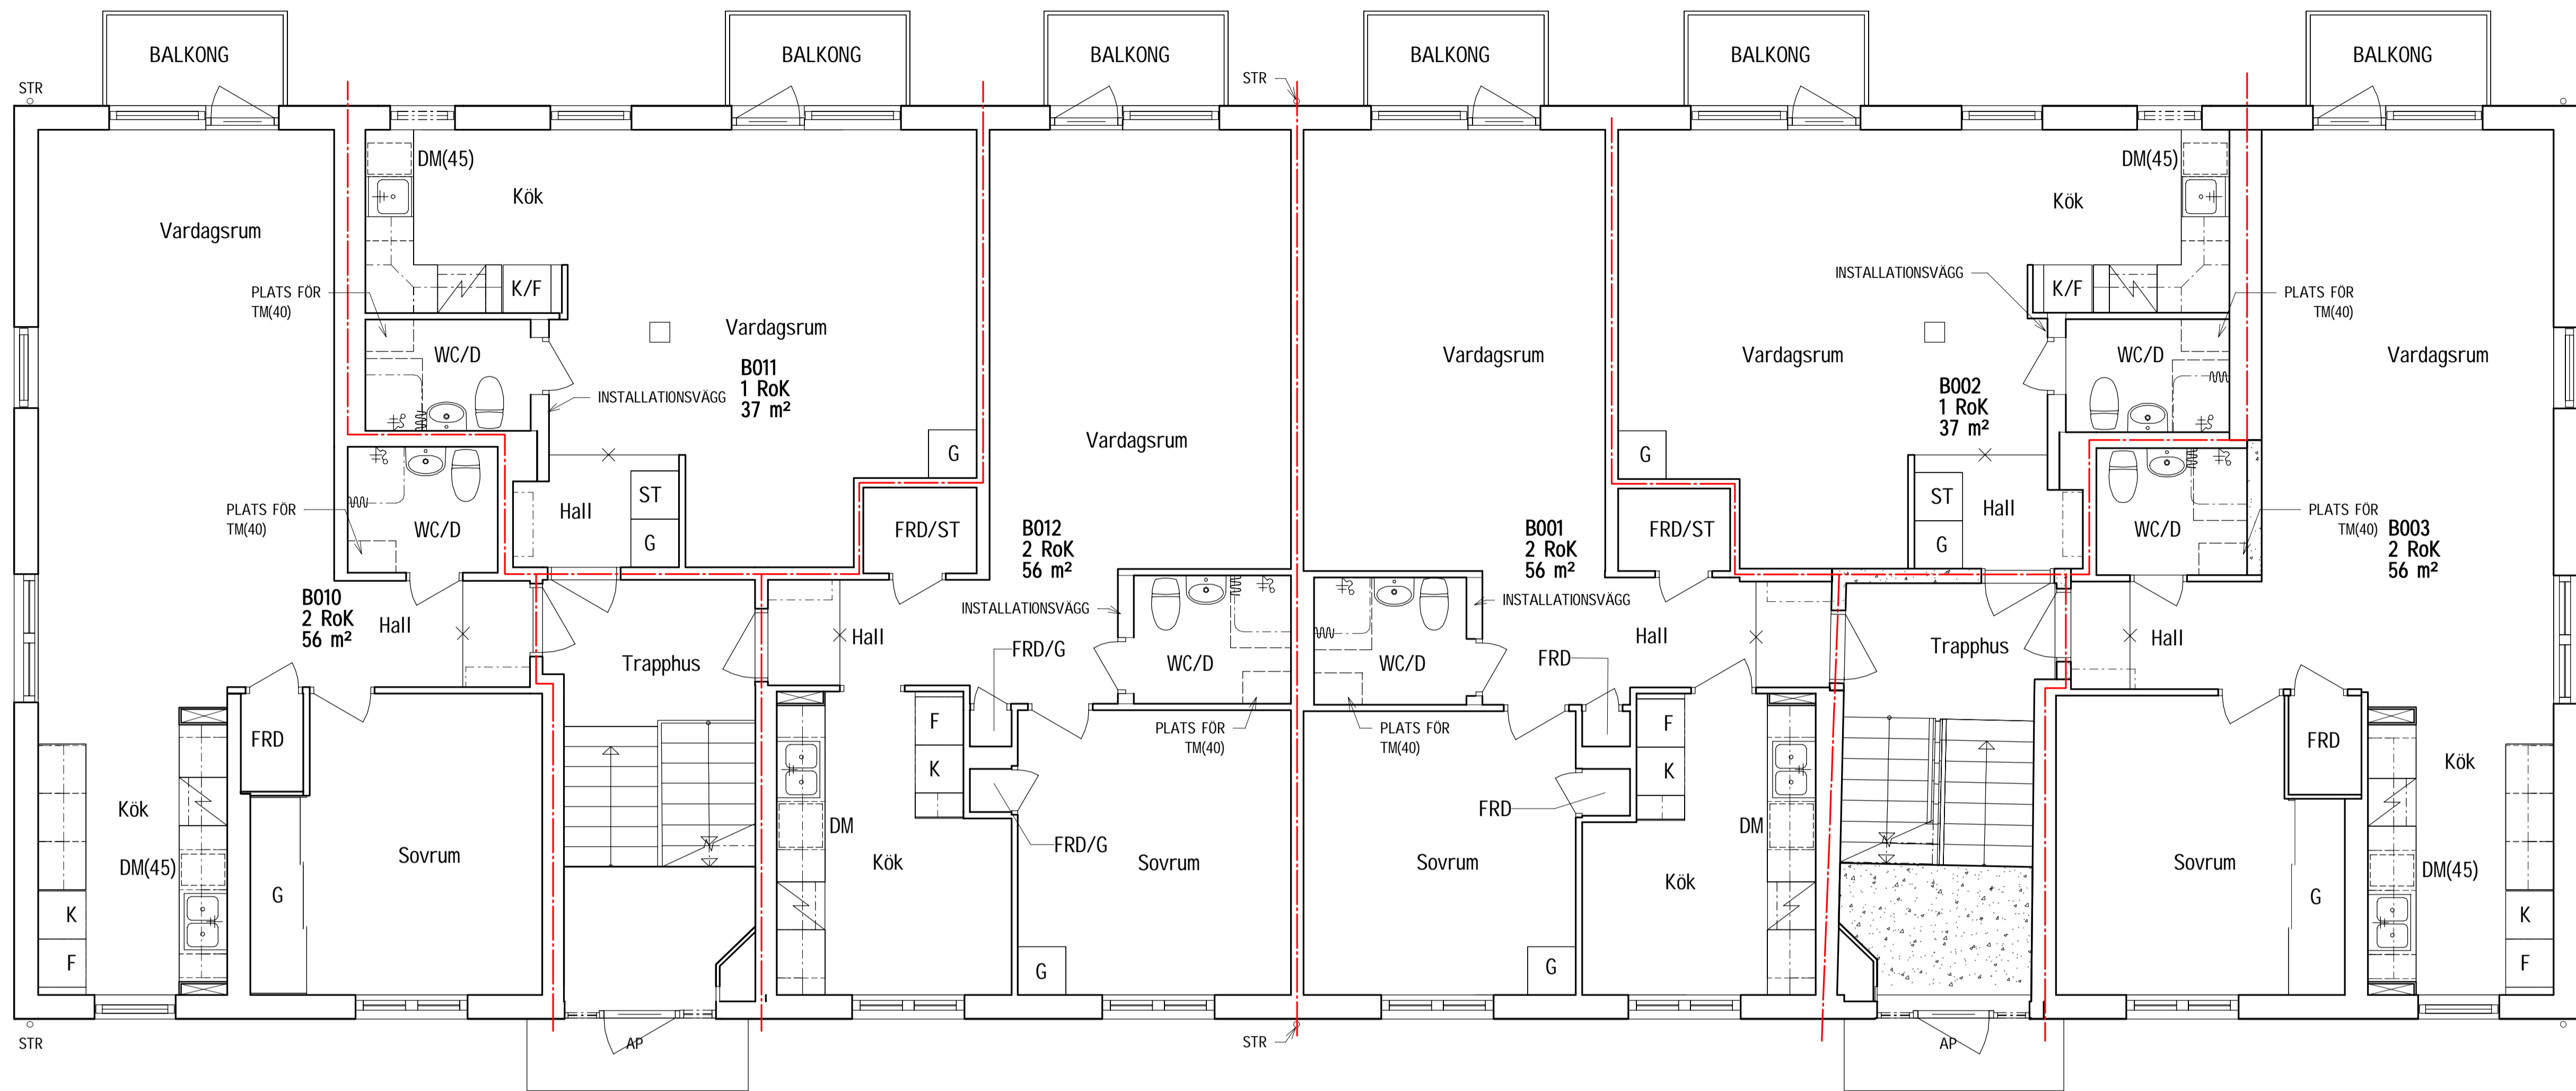 BALKONG
BALKONG
BALKONG
BALKONG
BALKONG
BALKONG
STR
STR
DM(45)
Kök
Vardagsrum
PLATS FÖR
TM(40)
K/F
Vardagsrum
WC/D
B011
1 RoK
37 m²
INSTALLATIONSVÄGG
G
PLATS FÖR
TM(40)
WC/D
Hall
ST
G
FRD/ST
B010
2 RoK
56 m²
Hall
Trapphus
FRD
Kök
DM(45)
K
F
G
Sovrum
Vardagsrum
B012
2 RoK
56 m²
INSTALLATIONSVÄGG
Hall
FRD/G
WC/D
PLATS FÖR
TM(40)
F
K
DM
Kök
FRD/G
Sovrum
G
Vardagsrum
B001
2 RoK
56 m²
INSTALLATIONSVÄGG
FRD/ST
Hall
WC/D
FRD
PLATS FÖR
TM(40)
F
K
FRD
DM
Kök
Sovrum
G
DM(45)
Kök
INSTALLATIONSVÄGG
K/F
PLATS FÖR
TM(40)
Vardagsrum
WC/D
B002
1 RoK
37 m²
G
ST
G
Hall
WC/D
PLATS FÖR
TM(40)
Vardagsrum
B003
2 RoK
56 m²
Trapphus
Hall
FRD
Kök
Sovrum
G
DM(45)
K
F
STR
AP
STR
AP